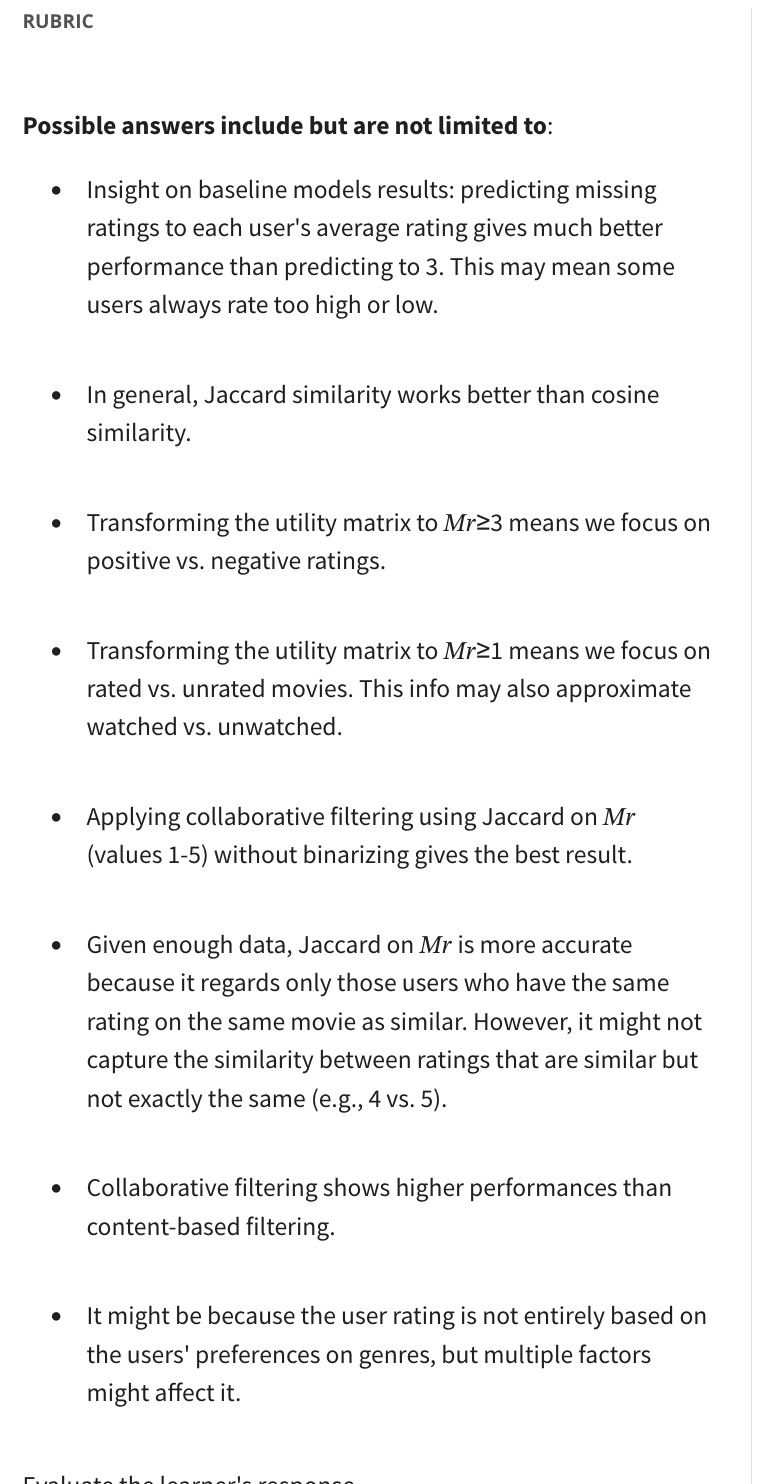 RUBRIC
Possible answers include but are not limited to:
• Insight on baseline models results: predicting missing
ratings to each user's average rating gives much better
performance than predicting to 3. This may mean some
users always rate too high or low.
• In general, Jaccard similarity works better than cosine
similarity.
• Transforming the utility matrix to Mr≥3 means we focus on
positive vs. negative ratings.
• Transforming the utility matrix to Mr≥1 means we focus on
rated vs. unrated movies. This info may also approximate
watched vs. unwatched.
• Applying collaborative filtering using Jaccard on Mr
(values 1-5) without binarizing gives the best result.
• Given enough data, Jaccard on Mr is more accurate
because it regards only those users who have the same
rating on the same movie as similar. However, it might not
capture the similarity between ratings that are similar but
not exactly the same (e.g., 4 vs. 5).
• Collaborative filtering shows higher performances than
content-based filtering.
• It might be because the user rating is not entirely based on
the users' preferences on genres, but multiple factors
might affect it.
Evaluate the learner's response